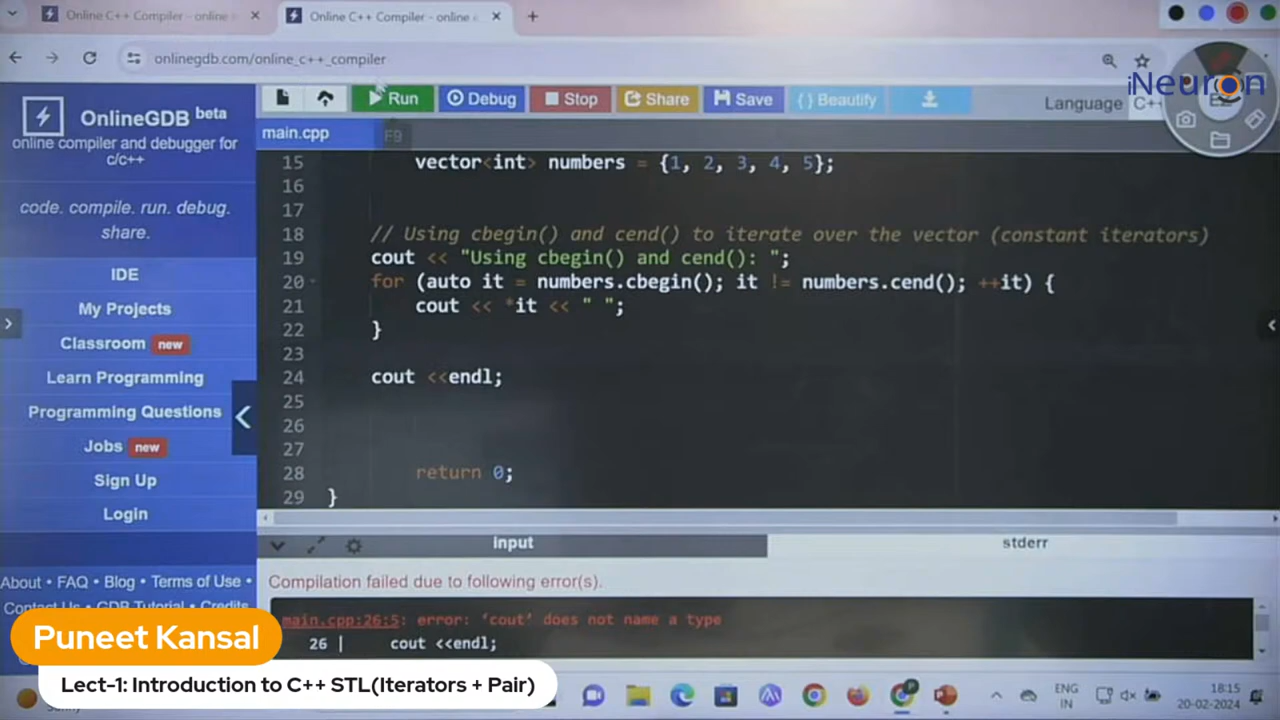 Online C++ Compiler - online
Online C++ Compiler - online
onlinegdb.com/online_c++_compiler
iNeuron
OnlineGDB beta
online compiler and debugger for
c/c++
code. compile. run. debug.
share.
IDE
My Projects
Classroom new
Learn Programming
Programming Questions
Jobs new
Sign Up
Login
About • FAQ • Blog • Terms of Use •
Contact Us • GDB Tutorial • Credits
Run
Debug
Stop
Share
Save
{ } Beautify
Language C++
main.cpp
F9
15 vector<int> numbers = {1, 2, 3, 4, 5};
16
17
18 // Using cbegin() and cend() to iterate over the vector (constant iterators)
19 cout << "Using cbegin() and cend(): ";
20 for (auto it = numbers.cbegin(); it != numbers.cend(); ++it) {
21 cout << *it << " ";
22 }
23
24 cout <<endl;
25
26
27
28 return 0;
29 }
input
stderr
Compilation failed due to following error(s).
main.cpp:26:5: error: ‘cout’ does not name a type
26 | cout <<endl;
Puneet Kansal
Lect-1: Introduction to C++ STL(Iterators + Pair)
ENG
IN
18:15
20-02-2024